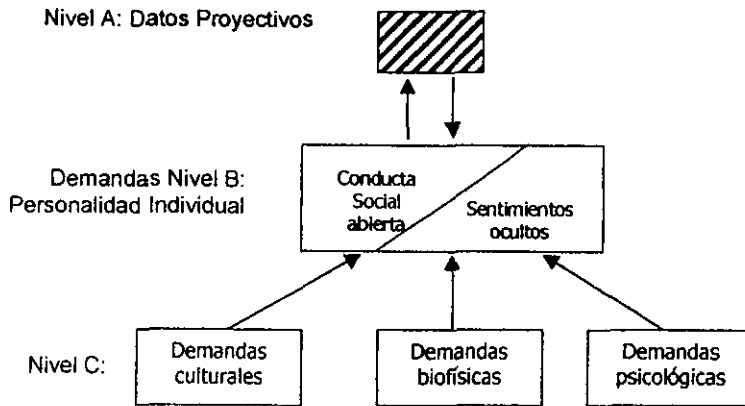 Nivel A: Datos Proyectivos
Demandas Nivel B:
Personalidad Individual
Conducta
Social
abierta
Sentimientos
ocultos
Nivel C:
Demandas
culturales
Demandas
biofísicas
Demandas
psicológicas